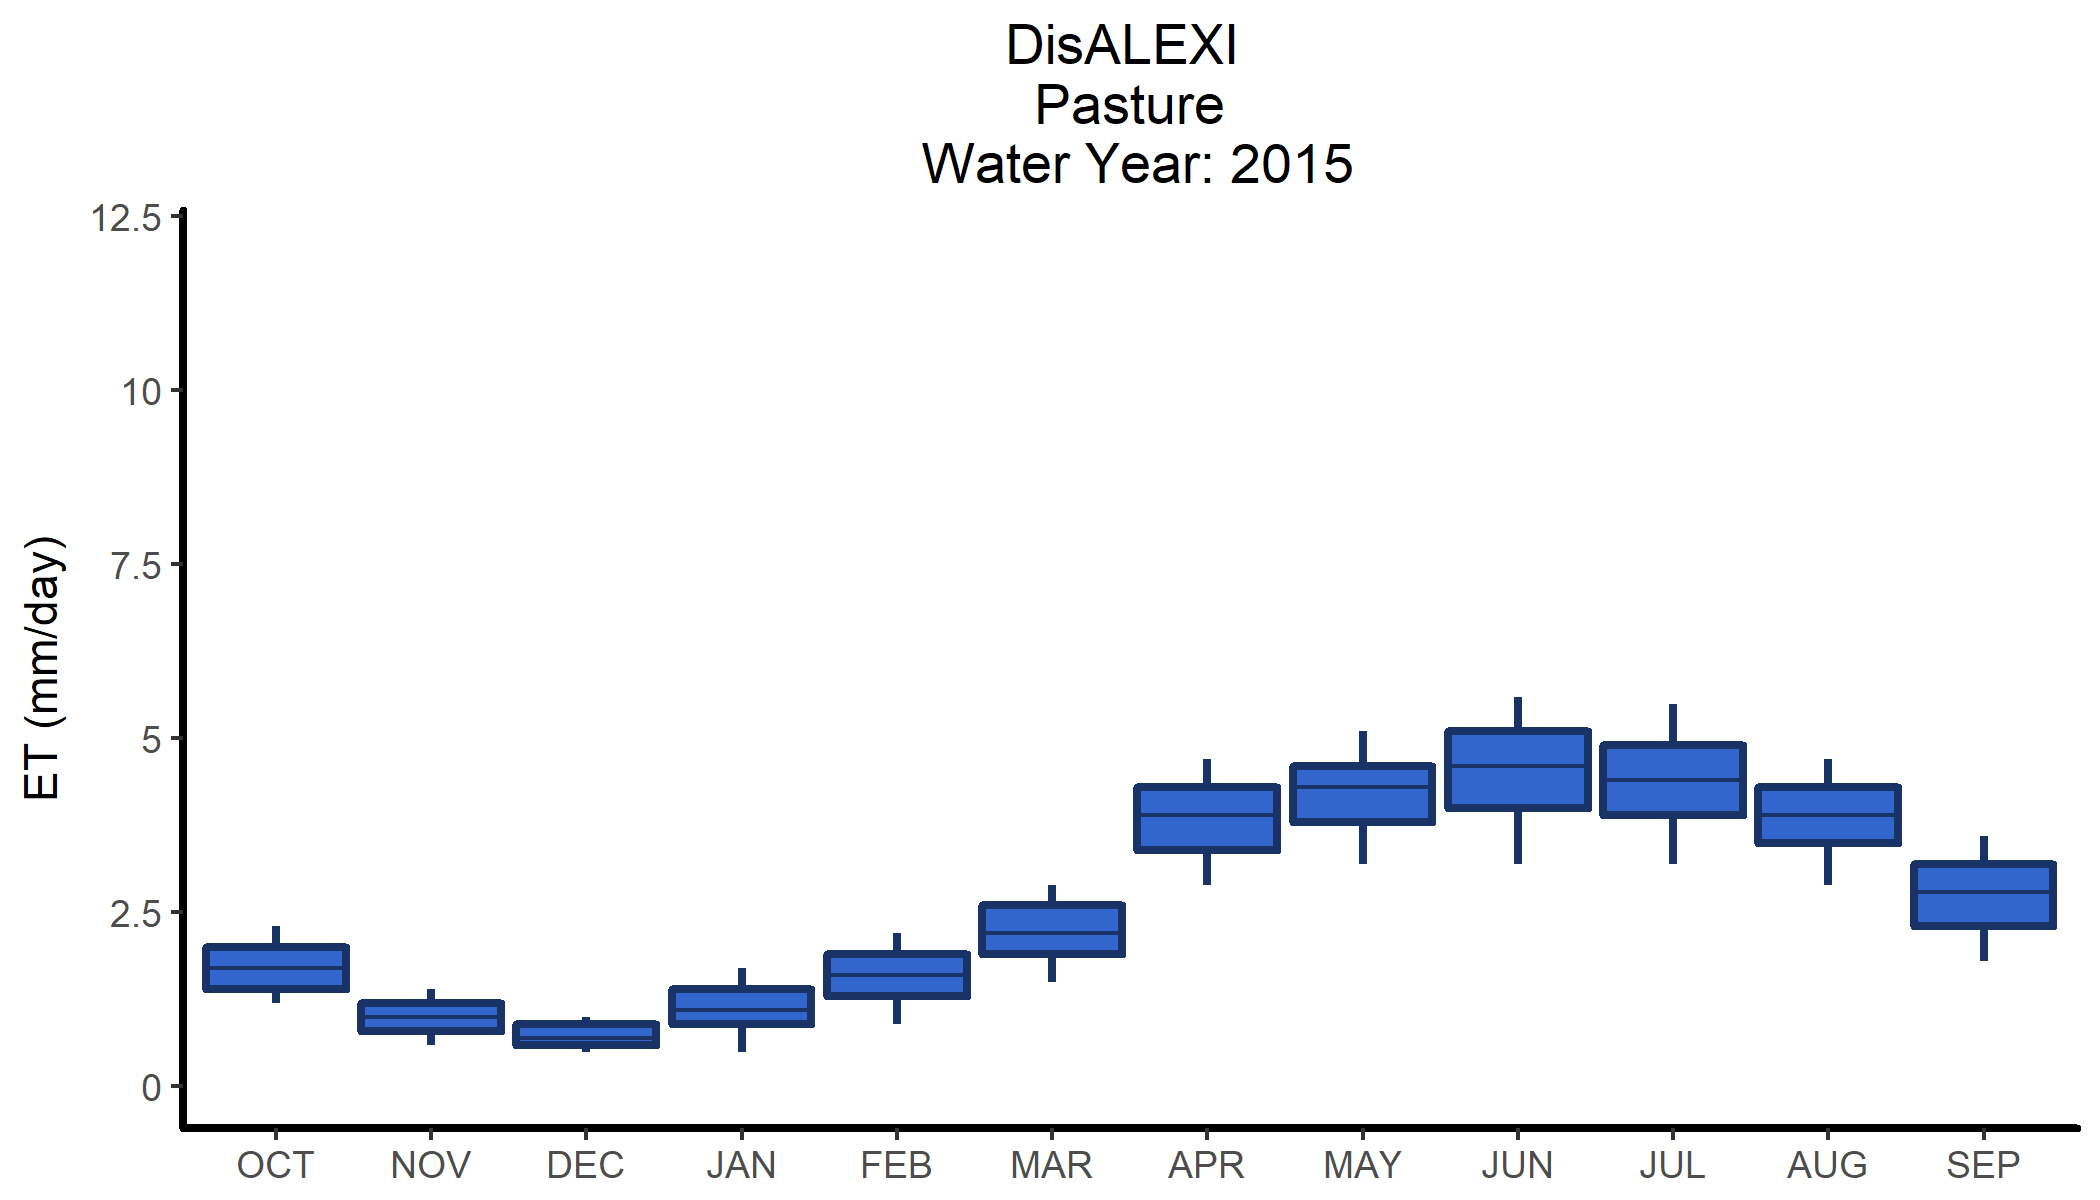 DisALEXI
Pasture
Water Year: 2015
ET (mm/day)
12.5
10
7.5
5
2.5
0
OCT NOV DEC JAN FEB MAR APR MAY JUN JUL AUG SEP